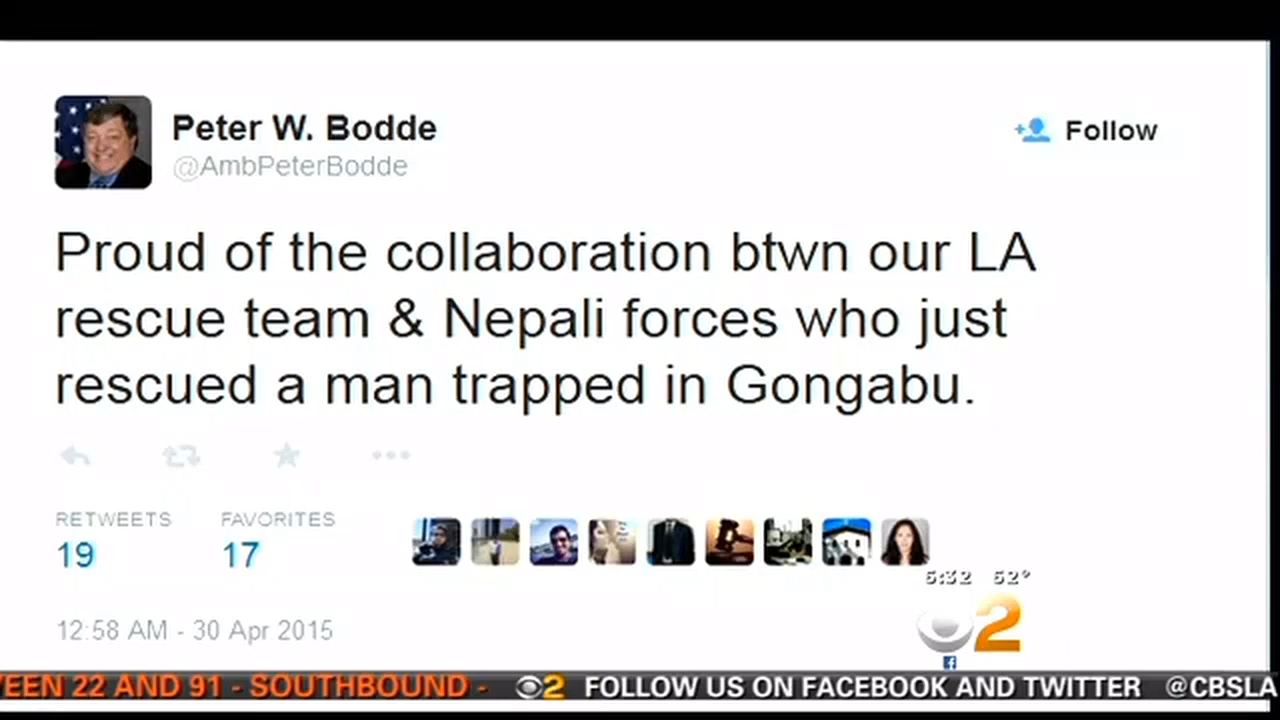 Peter W. Bodde
@AmbPeterBodde
Follow
Proud of the collaboration btwn our LA
rescue team & Nepali forces who just
rescued a man trapped in Gongabu.
RETWEETS
FAVORITES
19
17
12:58 AM - 30 Apr 2015
5:32 52°
2
EEN 22 AND 91 - SOUTHBOUND - 2 FOLLOW US ON FACEBOOK AND TWITTER @CBSLA